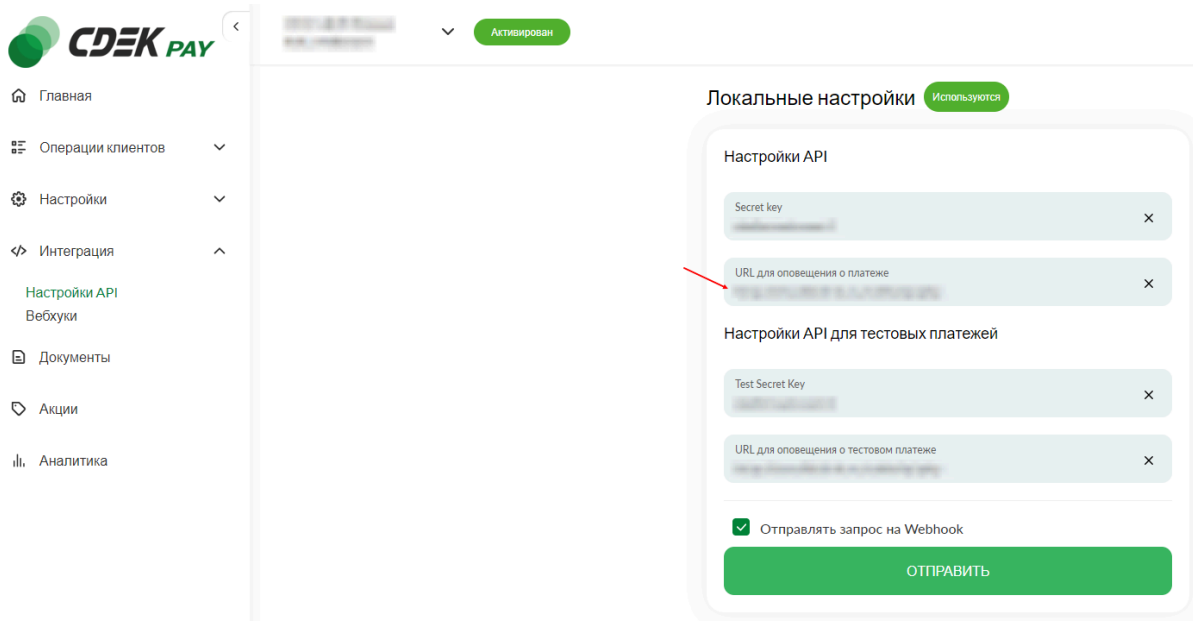 CDEK PAY
Активирован
Главная
Операции клиентов
Настройки
Интеграция
Настройки API
Вебхуки
Документы
Акции
Аналитика
Локальные настройки Используются
Настройки API
Secret key
URL для оповещения о платеже
Настройки API для тестовых платежей
Test Secret Key
URL для оповещения о тестовом платеже
Отправлять запрос на Webhook
ОТПРАВИТЬ